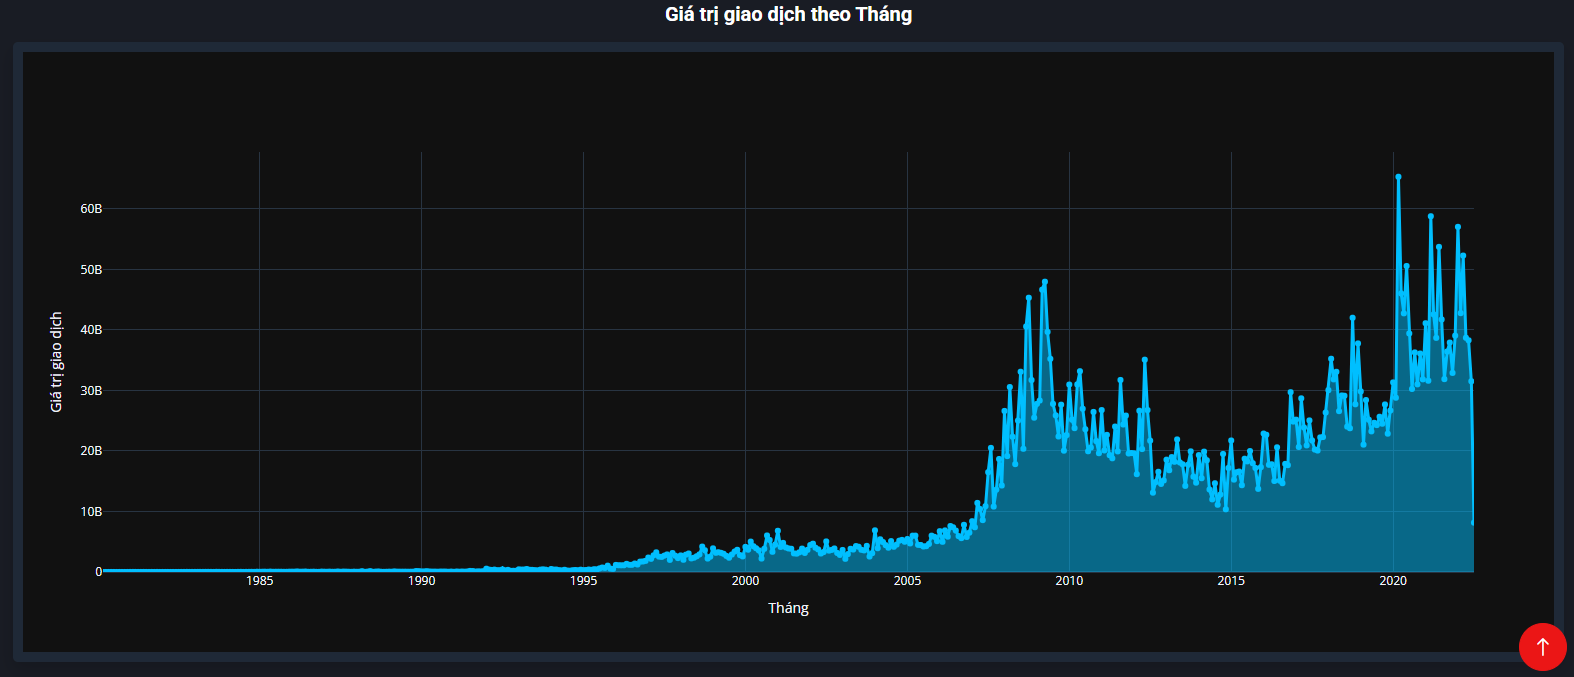 Giá trị giao dịch theo Tháng
60B
50B
40B
30B
20B
10B
0
Giá trị giao dịch
1985 1990 1995 2000 2005 2010 2015 2020
Tháng